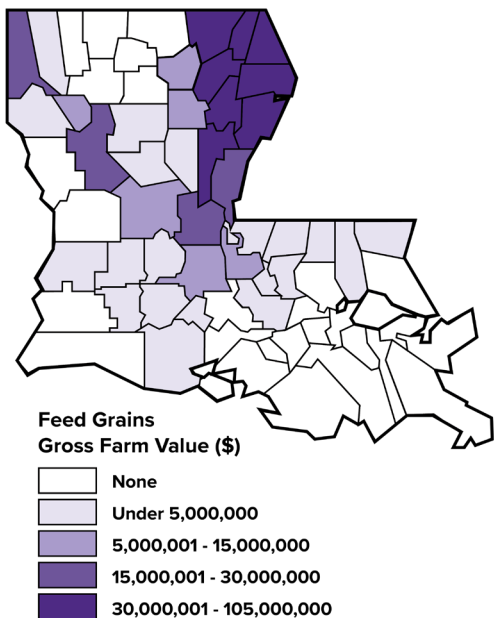 Feed Grains
Gross Farm Value ($)
None
Under 5,000,000
5,000,001 - 15,000,000
15,000,001 - 30,000,000
30,000,001 - 105,000,000